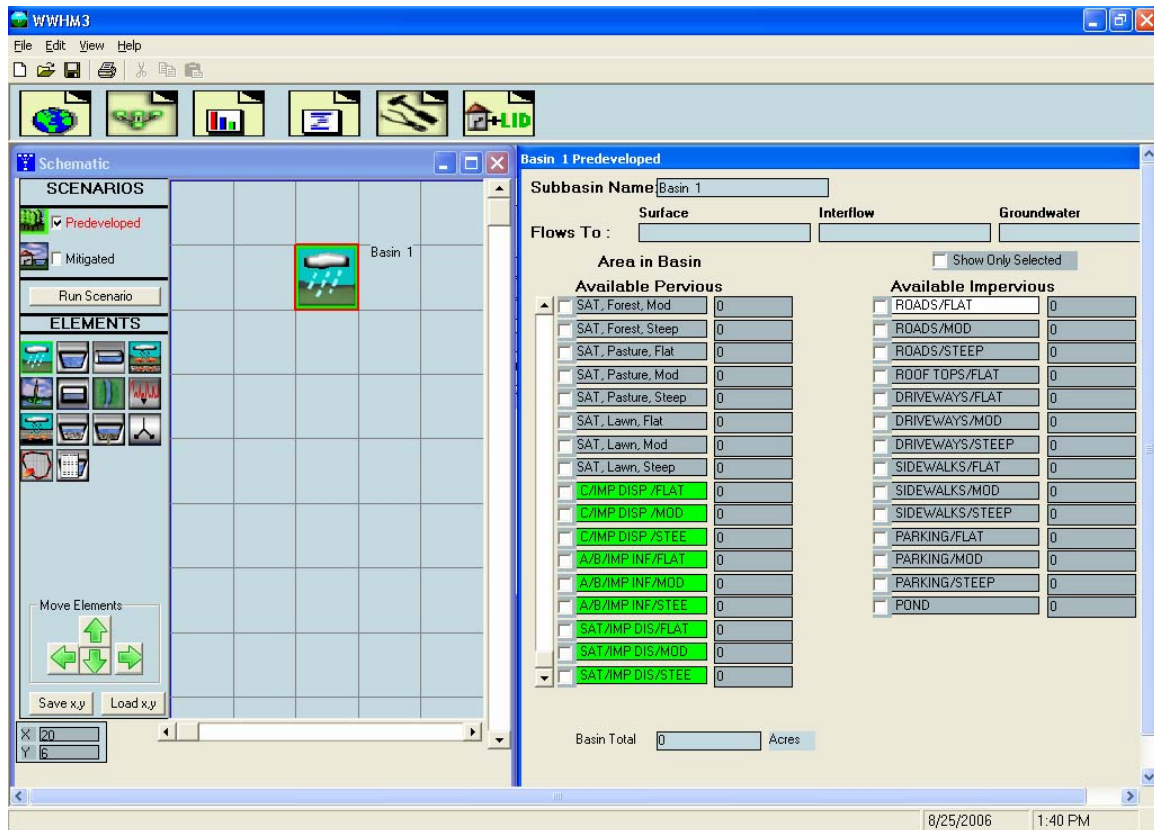 WWHM3
File Edit View Help
+LID
Schematic
SCENARIOS
Predeveloped
Mitigated
Run Scenario
ELEMENTS
Move Elements
Save x,y Load x,y
X 20
Y 6
Basin 1
Basin 1 Predeveloped
Subbasin Name: Basin 1
Surface Interflow Groundwater
Flows To :
Area in Basin Show Only Selected
Available Pervious Available Impervious
SAT, Forest, Mod 0 ROADS/FLAT 0
SAT, Forest, Steep 0 ROADS/MOD 0
SAT, Pasture, Flat 0 ROADS/STEEP 0
SAT, Pasture, Mod 0 ROOF TOPS/FLAT 0
SAT, Pasture, Steep 0 DRIVEWAYS/FLAT 0
SAT, Lawn, Flat 0 DRIVEWAYS/MOD 0
SAT, Lawn, Mod 0 DRIVEWAYS/STEEP 0
SAT, Lawn, Steep 0 SIDEWALKS/FLAT 0
C/IMP DISP /FLAT 0 SIDEWALKS/MOD 0
C/IMP DISP /MOD 0 SIDEWALKS/STEEP 0
C/IMP DISP /STEE 0 PARKING/FLAT 0
A/B/IMP INF/FLAT 0 PARKING/MOD 0
A/B/IMP INF/MOD 0 PARKING/STEEP 0
A/B/IMP INF/STEE 0 POND 0
SAT/IMP DIS/FLAT 0
SAT/IMP DIS/MOD 0
SAT/IMP DIS/STEE 0
Basin Total 0 Acres
8/25/2006 1:40 PM